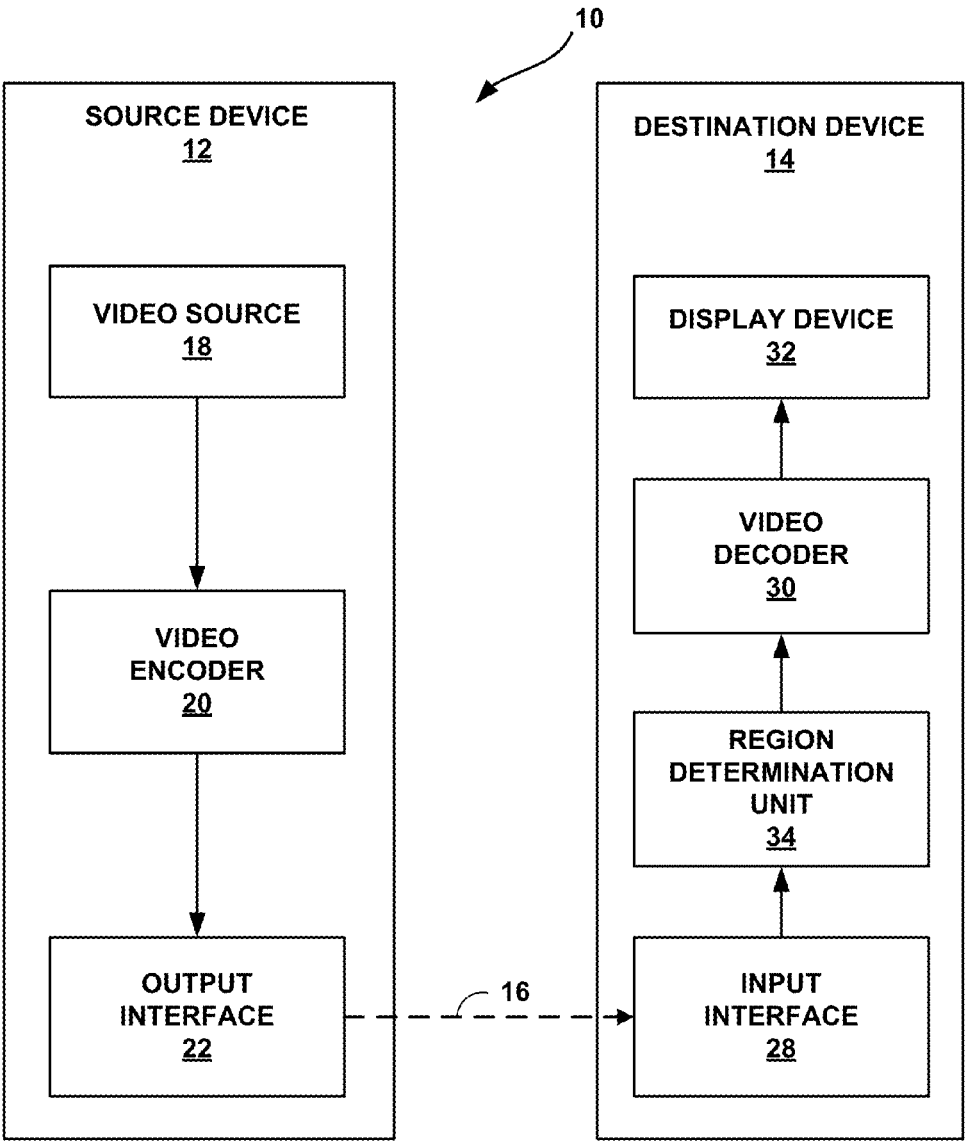 10
SOURCE DEVICE
12
VIDEO SOURCE
18
VIDEO
ENCODER
20
OUTPUT
INTERFACE
22
16
DESTINATION DEVICE
14
DISPLAY DEVICE
32
VIDEO
DECODER
30
REGION
DETERMINATION
UNIT
34
INPUT
INTERFACE
28